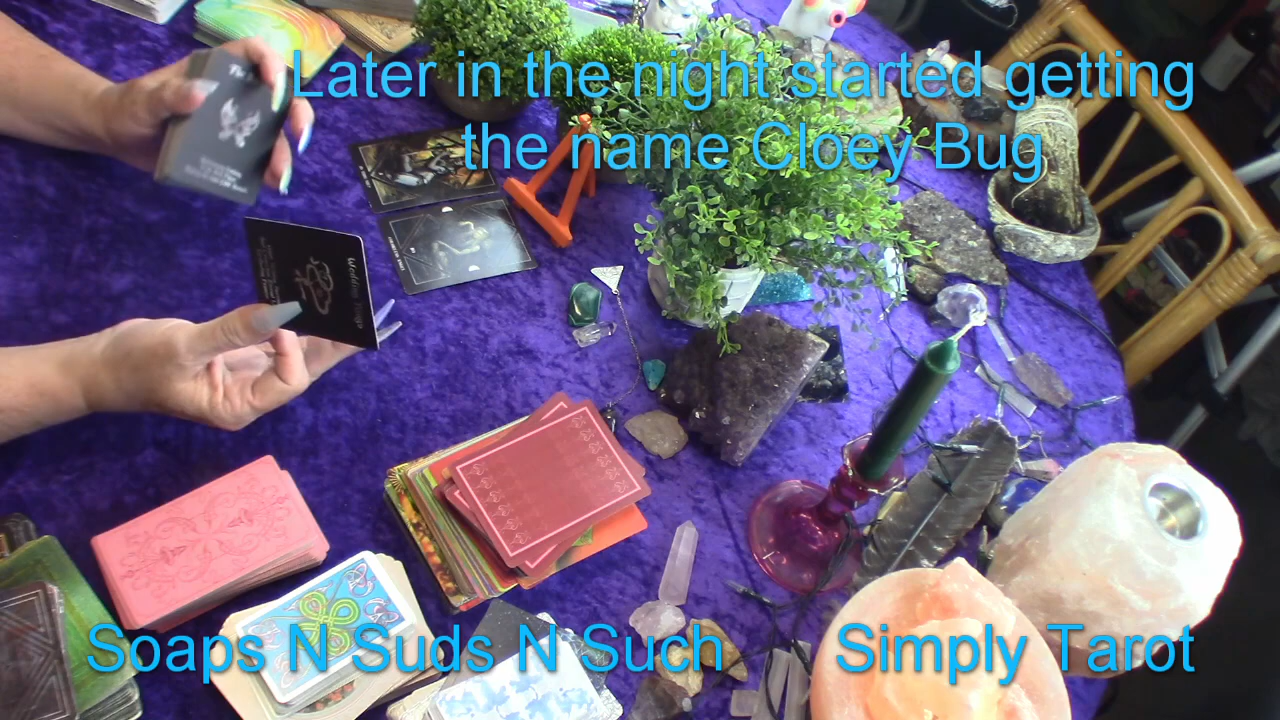 Later in the night started getting
the name Cloey Bug
Soaps N Suds N Such
Simply Tarot